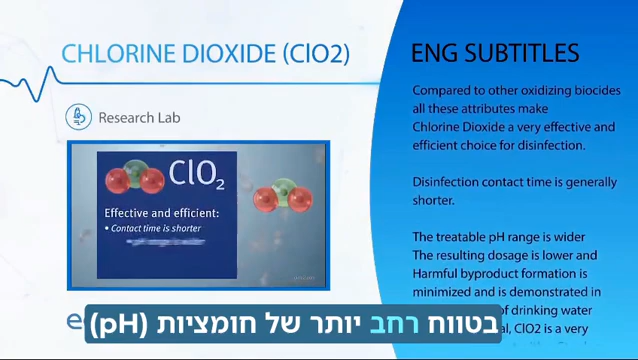 CHLORINE DIOXIDE (ClO2)
Research Lab
ClO2
Effective and efficient:
• Contact time is shorter
ENG SUBTITLES
Compared to other oxidizing biocides
all these attributes make
Chlorine Dioxide a very effective and
efficient choice for disinfection.
Disinfection contact time is generally
shorter.
The treatable pH range is wider
The resulting dosage is lower and
Harmful byproduct formation is
minimized and is demonstrated in
of drinking water
ClO2 is a very
בטווח רחב יותר של חומציות (pH)